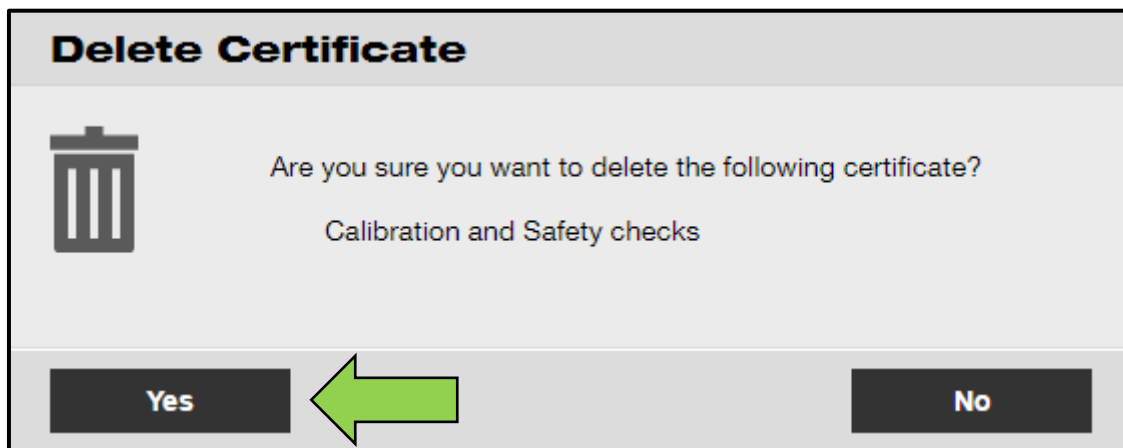 Delete Certificate
Are you sure you want to delete the following certificate?
Calibration and Safety checks
Yes
No